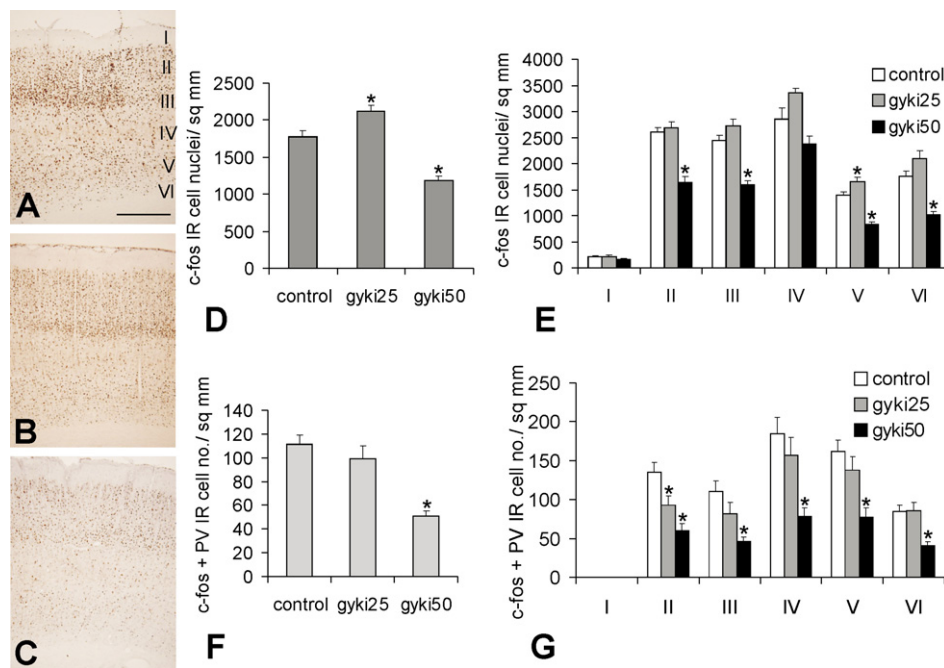 I
II
III
IV
V
VI
A
B
C
c-fos IR cell nuclei/ sq mm
2500
2000
1500
1000
500
0
*
*
control gyki25 gyki50
D
c-fos IR cell nuclei/ sq mm
4000
3500
3000
2500
2000
1500
1000
500
0
control
gyki25
gyki50
* * * * *
*
I II III IV V VI
E
c-fos + PV IR cell no./ sq mm
140
120
100
80
60
40
20
0
*
control gyki25 gyki50
F
c-fos + PV IR cell no./ sq mm
250
200
150
100
50
0
control
gyki25
gyki50
* * * * * *
I II III IV V VI
G